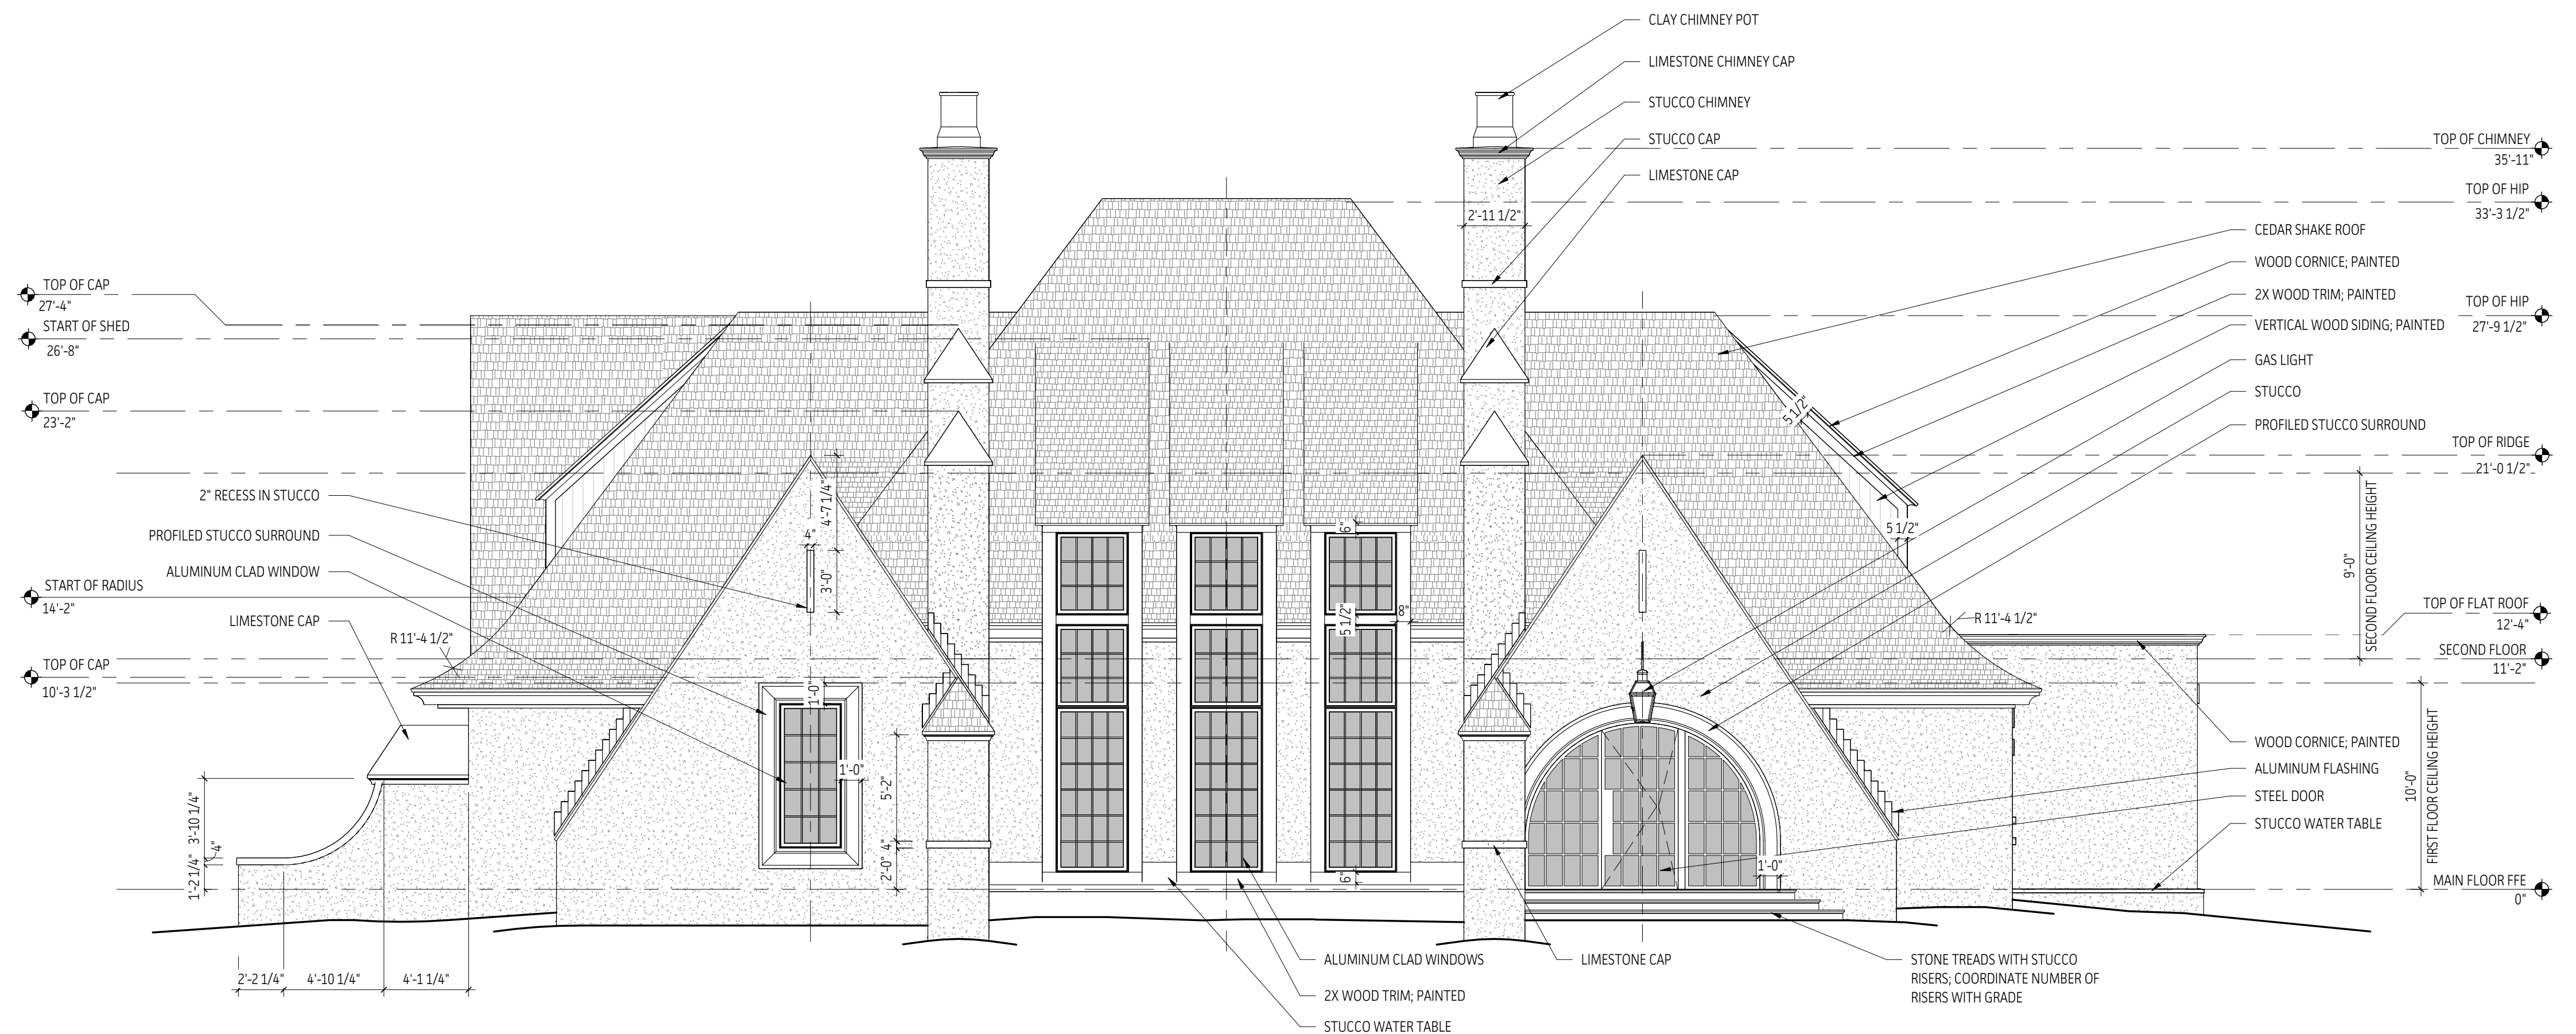 CLAY CHIMNEY POT
LIMESTONE CHIMNEY CAP
STUCCO CHIMNEY
STUCCO CAP
LIMESTONE CAP
TOP OF CHIMNEY
35'-11"
TOP OF HIP
33'-3 1/2"
2'-11 1/2"
CEDAR SHAKE ROOF
WOOD CORNICE; PAINTED
2X WOOD TRIM; PAINTED
TOP OF HIP
27'-9 1/2"
VERTICAL WOOD SIDING; PAINTED
GAS LIGHT
STUCCO
PROFILED STUCCO SURROUND
TOP OF RIDGE
21'-0 1/2"
TOP OF CAP
27'-4"
START OF SHED
26'-8"
TOP OF CAP
23'-2"
2" RECESS IN STUCCO
PROFILED STUCCO SURROUND
ALUMINUM CLAD WINDOW
START OF RADIUS
14'-2"
LIMESTONE CAP
R 11'-4 1/2"
TOP OF CAP
10'-3 1/2"
4'-7 1/4"
4"
3'-0"
1'-0"
1'-0"
5'-2"
4"
2'-0"
3'-10 1/4"
4"
1'-2 1/4"
2'-2 1/4"
4'-10 1/4"
4'-1 1/4"
6"
5 1/2"
8"
6"
5 1/2"
5 1/2"
R 11'-4 1/2"
1'-0"
9'-0"
SECOND FLOOR CEILING HEIGHT
TOP OF FLAT ROOF
12'-4"
SECOND FLOOR
11'-2"
10'-0"
FIRST FLOOR CEILING HEIGHT
WOOD CORNICE; PAINTED
ALUMINUM FLASHING
STEEL DOOR
STUCCO WATER TABLE
MAIN FLOOR FFE
0"
ALUMINUM CLAD WINDOWS
2X WOOD TRIM; PAINTED
STUCCO WATER TABLE
LIMESTONE CAP
STONE TREADS WITH STUCCO
RISERS; COORDINATE NUMBER OF
RISERS WITH GRADE